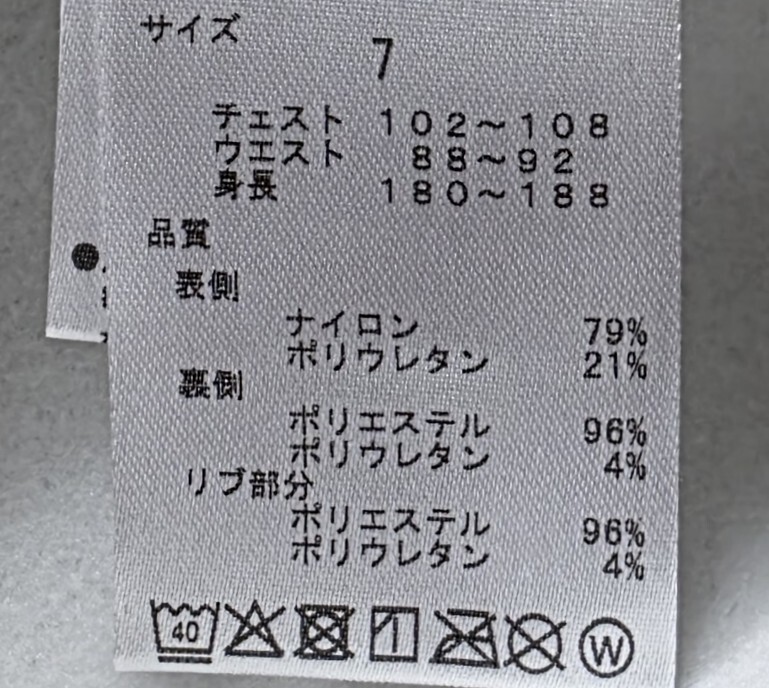 サイズ
7
チェスト 102〜108
ウエスト 88〜92
身長 180〜188
品質
表側
ナイロン 79%
ポリウレタン 21%
裏側
ポリエステル 96%
ポリウレタン 4%
リブ部分
ポリエステル 96%
ポリウレタン 4%
40 W